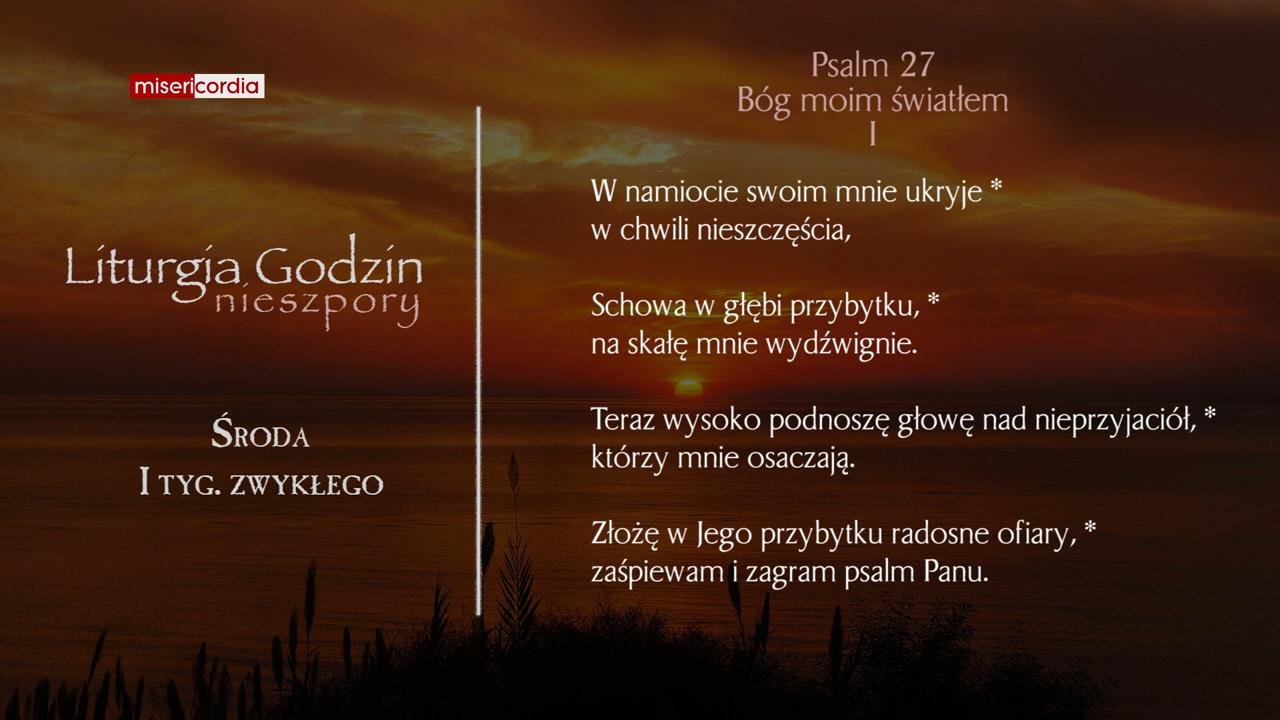 misericordia
Liturgia Godzin
nieszpory
Środa
I tyg. zwykłego
Psalm 27
Bóg moim światłem
I
W namiocie swoim mnie ukryje *
w chwili nieszczęścia,
Schowa w głębi przybytku, *
na skałę mnie wydźwignie.
Teraz wysoko podnoszę głowę nad nieprzyjaciół, *
którzy mnie osaczają.
Złożę w Jego przybytku radosne ofiary, *
zaśpiewam i zagram psalm Panu.